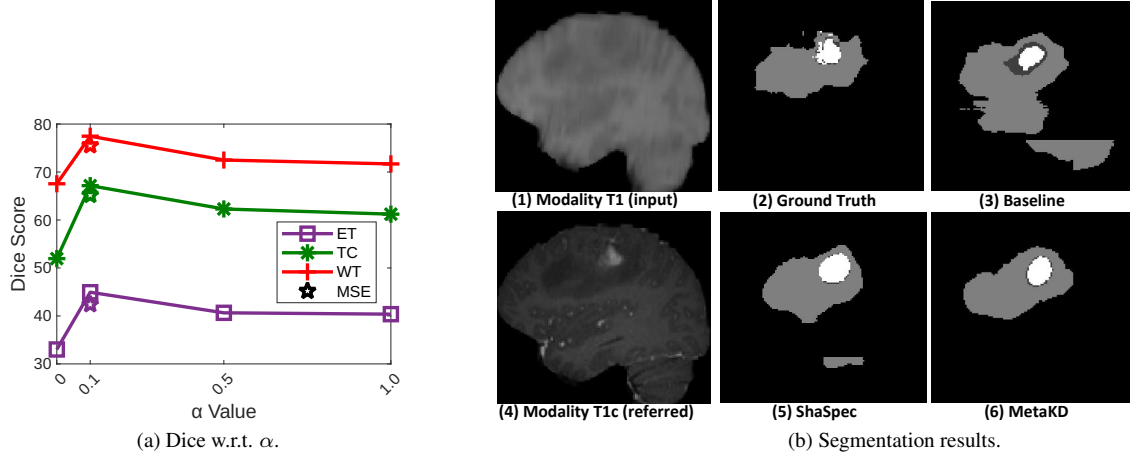 80
70
60
50
40
30
Dice Score
ET
TC
WT
MSE
0
0.1
0.5
1.0
α Value
(a) Dice w.r.t. α.
(1) Modality T1 (input)
(2) Ground Truth
(3) Baseline
(4) Modality T1c (referred)
(5) ShaSpec
(6) MetaKD
(b) Segmentation results.